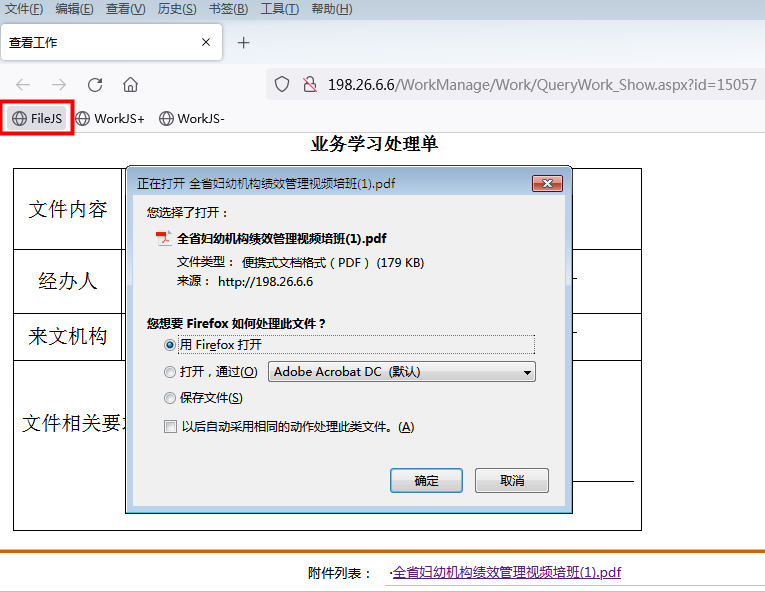 文件(F) 编辑(E) 查看(V) 历史(S) 书签(B) 工具(T) 帮助(H)
查看工作
198.26.6.6/WorkManage/Work/QueryWork_Show.aspx?id=15057
FileJS WorkJS+ WorkJS-
业务学习处理单
文件内容
经办人
来文机构
文件相关要
正在打开 全省妇幼机构绩效管理视频培班(1).pdf
您选择了打开：
全省妇幼机构绩效管理视频培班(1).pdf
文件类型： 便携式文档格式（PDF）(179 KB)
来源： http://198.26.6.6
您想要 Firefox 如何处理此文件？
用 Firefox 打开
打开，通过(O) Adobe Acrobat DC (默认)
保存文件(S)
以后自动采用相同的动作处理此类文件。(A)
确定 取消
附件列表： ·全省妇幼机构绩效管理视频培班(1).pdf